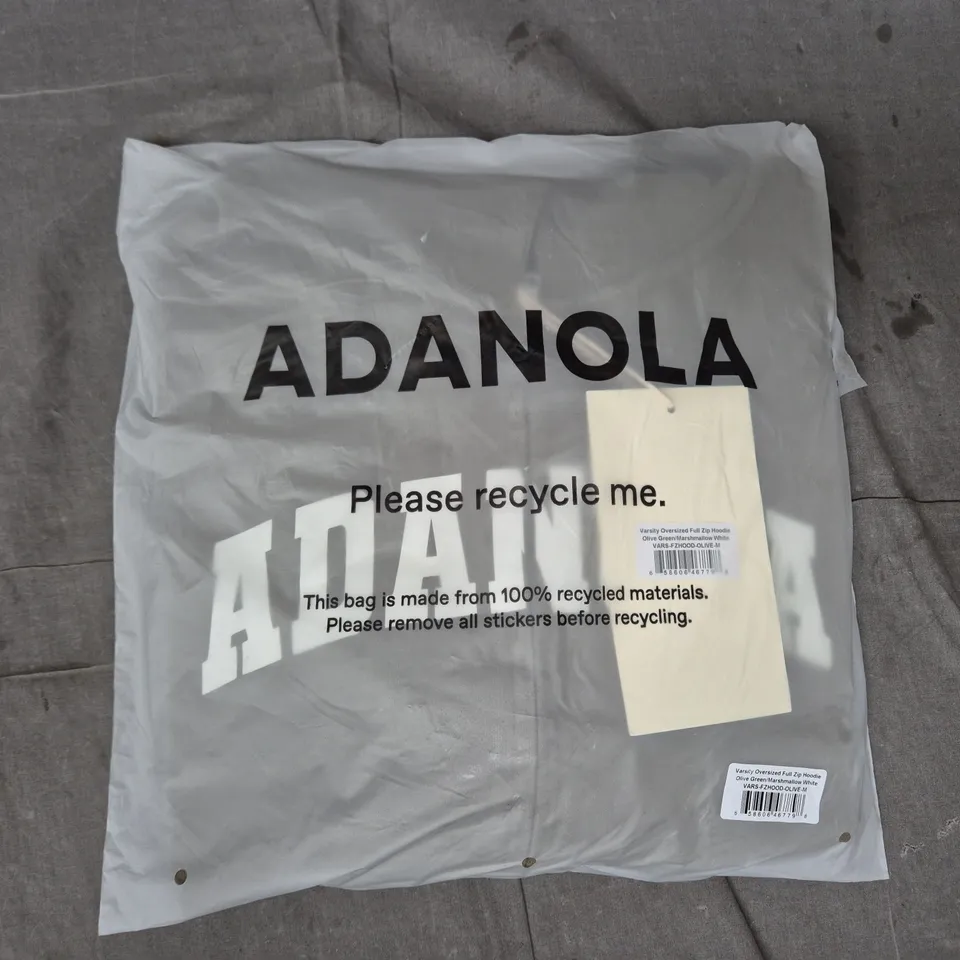 ADANOLA
Please recycle me.
ADANOLA
Varsity Oversized Full Zip Hoodie
Olive Green/Marshmallow White
VARS-FZHOOD-OLIVE-M
This bag is made from 100% recycled materials.
Please remove all stickers before recycling.
Varsity Oversized Full Zip Hoodie
Olive Green/Marshmallow White
VARS-FZHOOD-OLIVE-M